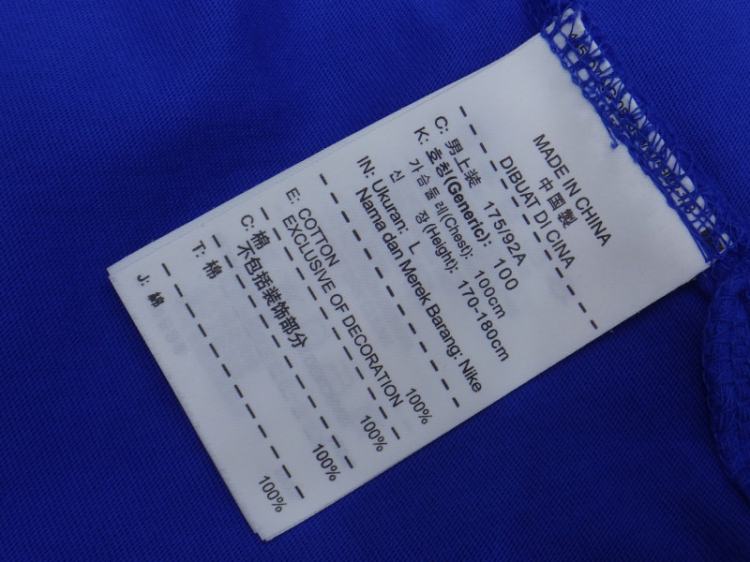 MADE IN CHINA
中国製
DIBUAT DI CINA
C: 男上装 175/92A
K: 호칭(Generic): 100
가슴둘레(Chest): 100cm
신 장(Height): 170-180cm
IN: Ukuran: L
Nama dan Merek Barang: Nike
E: COTTON 100%
EXCLUSIVE OF DECORATION
C: 棉 100%
不包括装饰部分
T: 棉 100%
J: 綿 100%